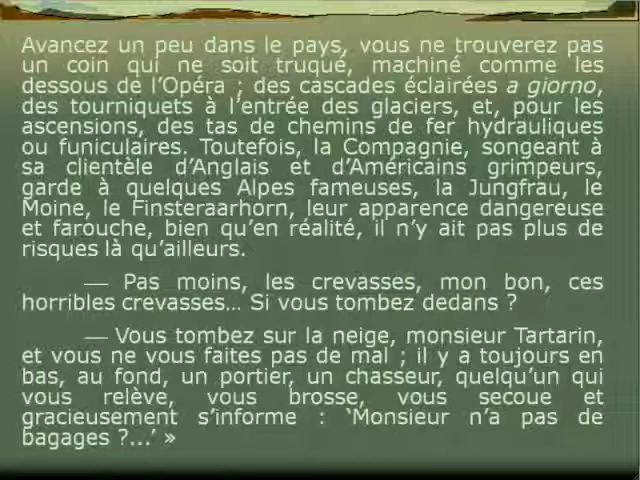 Avancez un peu dans le pays, vous ne trouverez pas
un coin qui ne soit truqué, machiné comme les
dessous de l'Opéra ; des cascades éclairées a giorno,
des tourniquets à l'entrée des glaciers, et, pour les
ascensions, des tas de chemins de fer hydrauliques
ou funiculaires. Toutefois, la Compagnie, songeant à
sa clientèle d'Anglais et d'Américains grimpeurs,
garde à quelques Alpes fameuses, la Jungfrau, le
Moine, le Finsteraarhorn, leur apparence dangereuse
et farouche, bien qu'en réalité, il n'y ait pas plus de
risques là qu'ailleurs.
— Pas moins, les crevasses, mon bon, ces
horribles crevasses… Si vous tombez dedans ?
— Vous tombez sur la neige, monsieur Tartarin,
et vous ne vous faites pas de mal ; il y a toujours en
bas, au fond, un portier, un chasseur, quelqu'un qui
vous relève, vous brosse, vous secoue et
gracieusement s'informe : ‘Monsieur n'a pas de
bagages ?...’ »